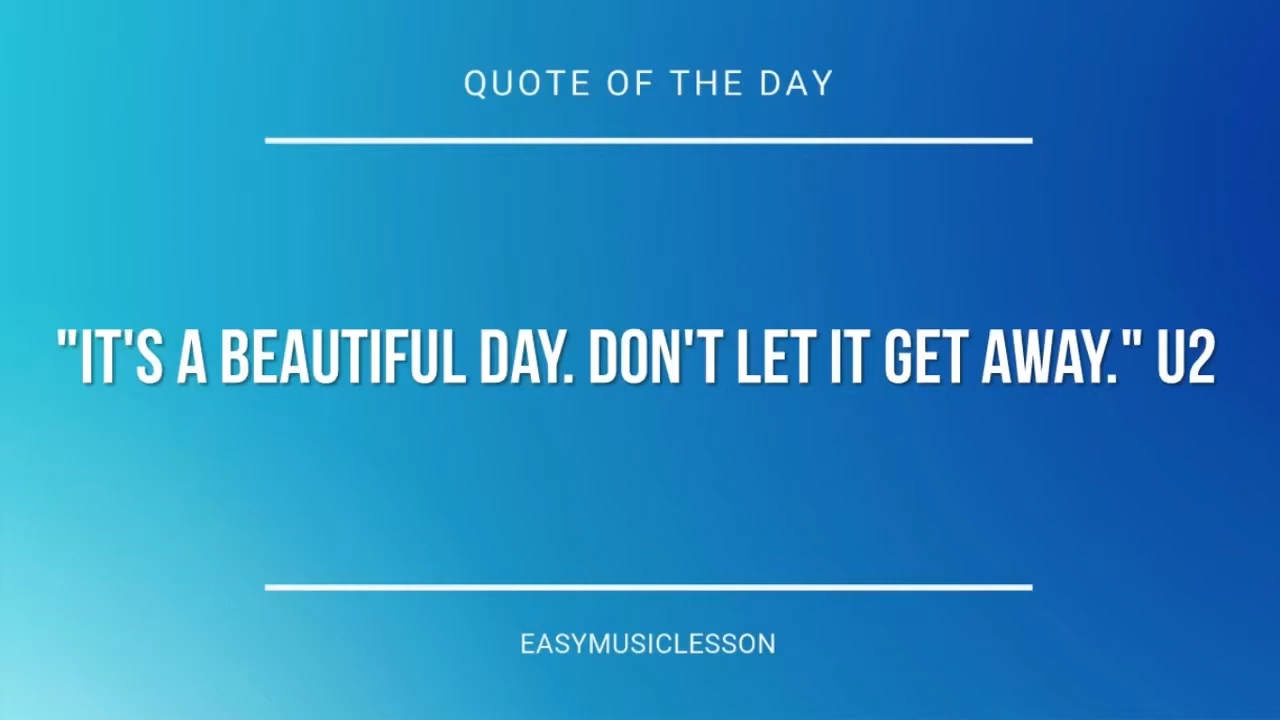 QUOTE OF THE DAY
"IT'S A BEAUTIFUL DAY. DON'T LET IT GET AWAY." U2
EASYMUSICLESSON